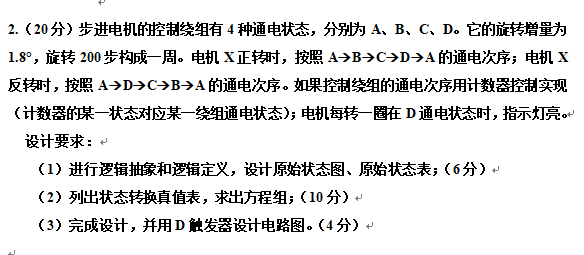 2.（20分）步进电机的控制绕组有 4 种通电状态，分别为 A、B、C、D。它的旋转增量为
1.8°，旋转 200 步构成一周。电机 X 正转时，按照 A→B→C→D→A 的通电次序；电机 X
反转时，按照 A→D→C→B→A 的通电次序。如果控制绕组的通电次序用计数器控制实现
（计数器的某一状态对应某一绕组通电状态）；电机每转一圈在 D 通电状态时，指示灯亮。
设计要求：
（1）进行逻辑抽象和逻辑定义，设计原始状态图、原始状态表；（6分）
（2）列出状态转换真值表，求出方程组；（10分）
（3）完成设计，并用 D 触发器设计电路图。（4分）